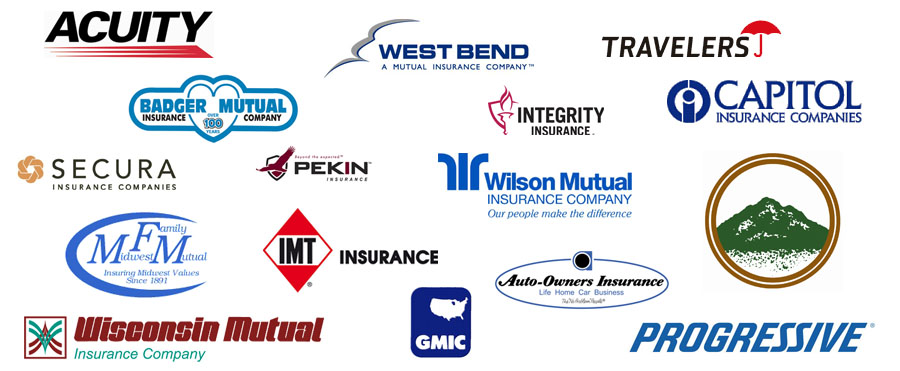 ACUITY
WEST BEND
A MUTUAL INSURANCE COMPANY™
TRAVELERS
BADGER MUTUAL
INSURANCE COMPANY
OVER
100
YEARS
INTEGRITY
INSURANCE
CAPITOL
INSURANCE COMPANIES
SECURA
INSURANCE COMPANIES
Beyond the expected℠
PEKIN
INSURANCE
Wilson Mutual
INSURANCE COMPANY
Our people make the difference
Family
Midwest Mutual
Insuring Midwest Values
Since 1891
IMT
®
INSURANCE
Auto-Owners Insurance
Life Home Car Business
Wisconsin Mutual
Insurance Company
GMIC
PROGRESSIVE®